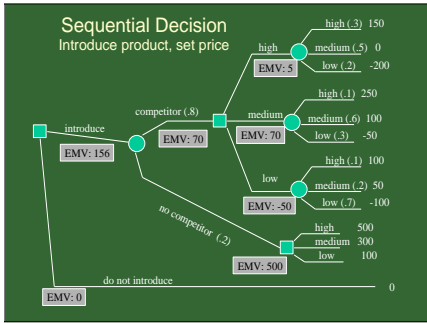 Sequential Decision
Introduce product, set price
high (.3) 150
high
medium (.5) 0
low (.2) -200
EMV: 5
high (.1) 250
competitor (.8)
medium
medium (.6) 100
introduce
EMV: 70
EMV: 70
low (.3) -50
EMV: 156
high (.1) 100
low
medium (.2) 50
EMV: -50
low (.7) -100
no competitor (.2)
high 500
medium 300
low 100
EMV: 500
do not introduce
0
EMV: 0